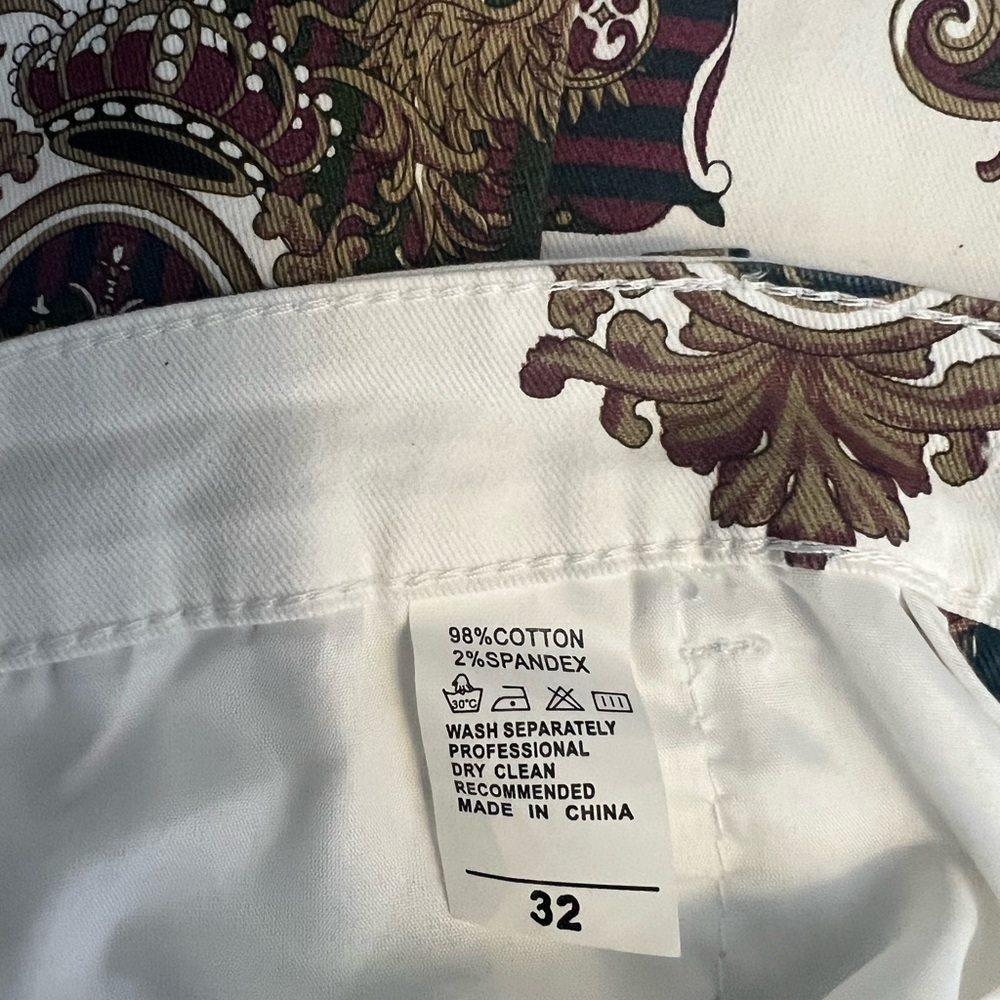 98%COTTON
2%SPANDEX
30°C
WASH SEPARATELY
PROFESSIONAL
DRY CLEAN
RECOMMENDED
MADE IN CHINA
32